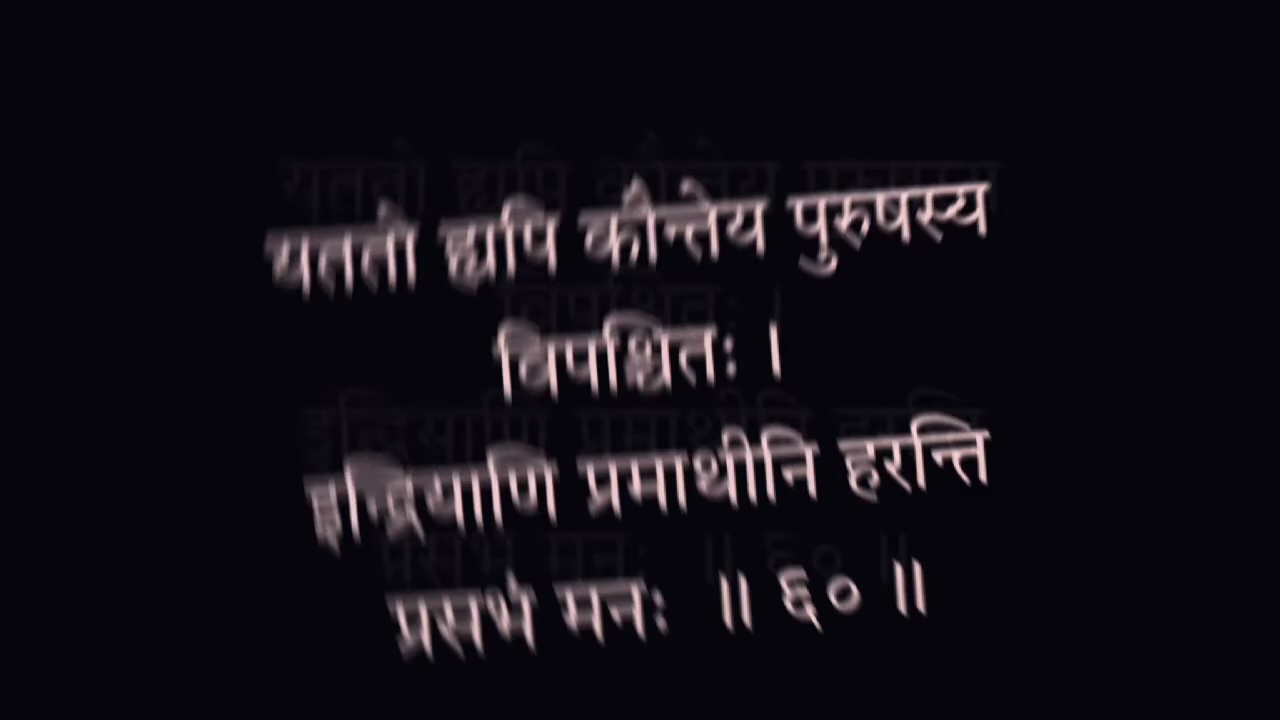 यततो ह्यपि कौन्तेय पुरुषस्य
विपश्चितः ।
इन्द्रियाणि प्रमाथीनि हरन्ति
प्रसभं मनः ॥ ६० ॥